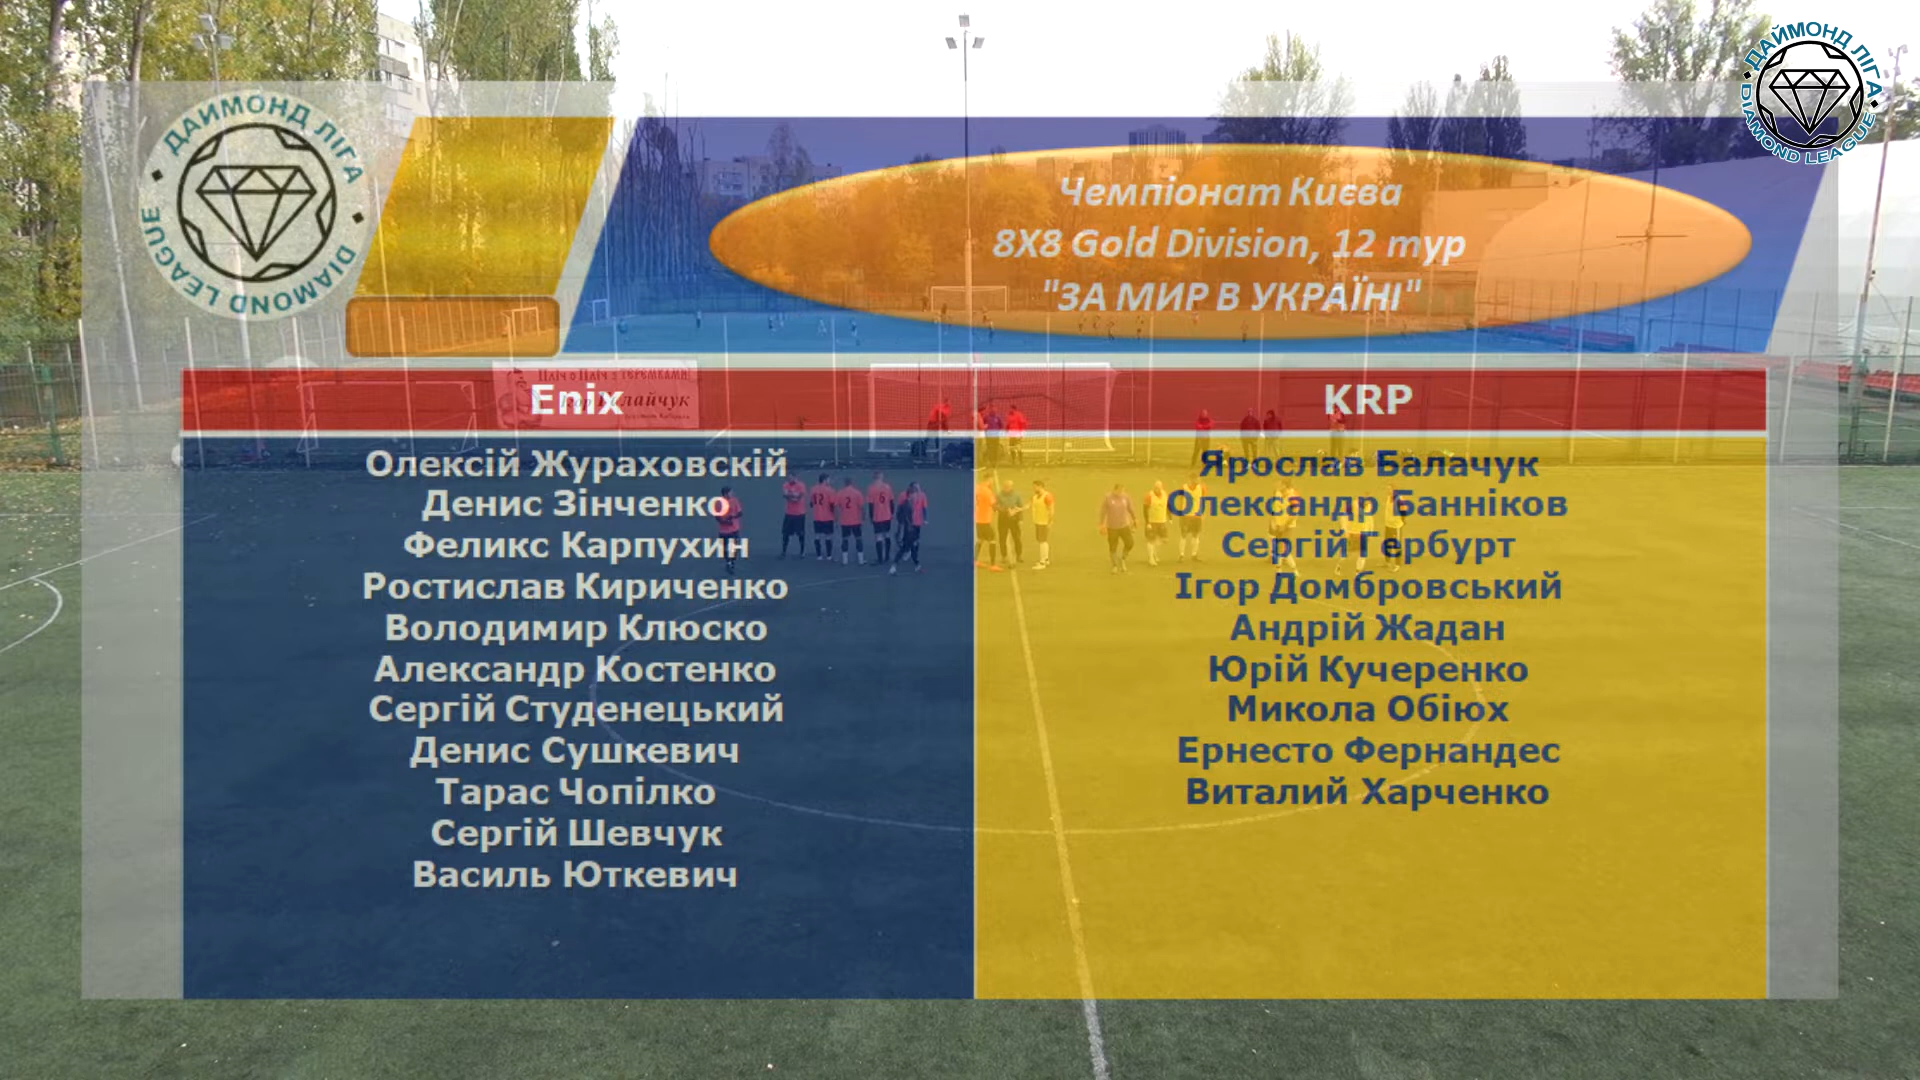 ДАЙМОНД ЛІГА
DIAMOND LEAGUE
ДАЙМОНД ЛІГА
DIAMOND LEAGUE
Чемпіонат Києва
8X8 Gold Division, 12 тур
"ЗА МИР В УКРАЇНІ"
Enix
KRP
Пліч о Пліч з Теремками!
Олексій Жураховскій
Денис Зінченко
Феликс Карпухин
Ростислав Кириченко
Володимир Клюско
Александр Костенко
Сергій Студенецький
Денис Сушкевич
Тарас Чопілко
Сергій Шевчук
Василь Юткевич
Ярослав Балачук
Олександр Банніков
Сергій Гербурт
Ігор Домбровський
Андрій Жадан
Юрій Кучеренко
Микола Обіюх
Ернесто Фернандес
Виталий Харченко